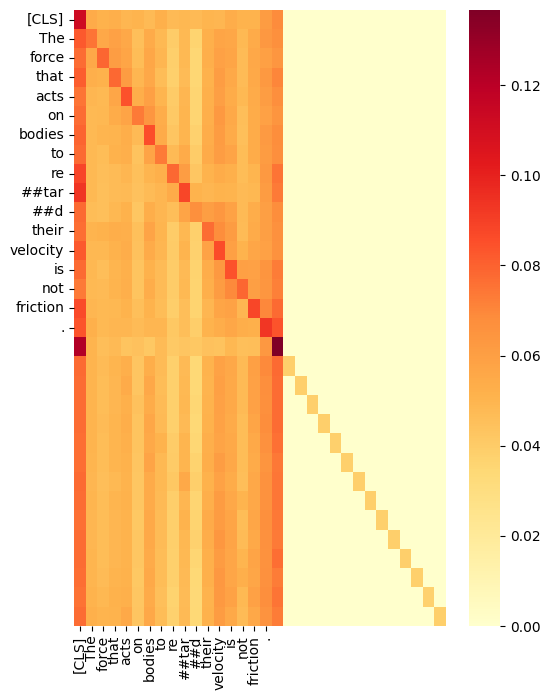 [CLS]
The
force
that
acts
on
bodies
to
re
##tar
##d
their
velocity
is
not
friction
.
[CLS]
The
force
that
acts
on
bodies
to
re
##tar
##d
their
velocity
is
not
friction
.
0.12
0.10
0.08
0.06
0.04
0.02
0.00